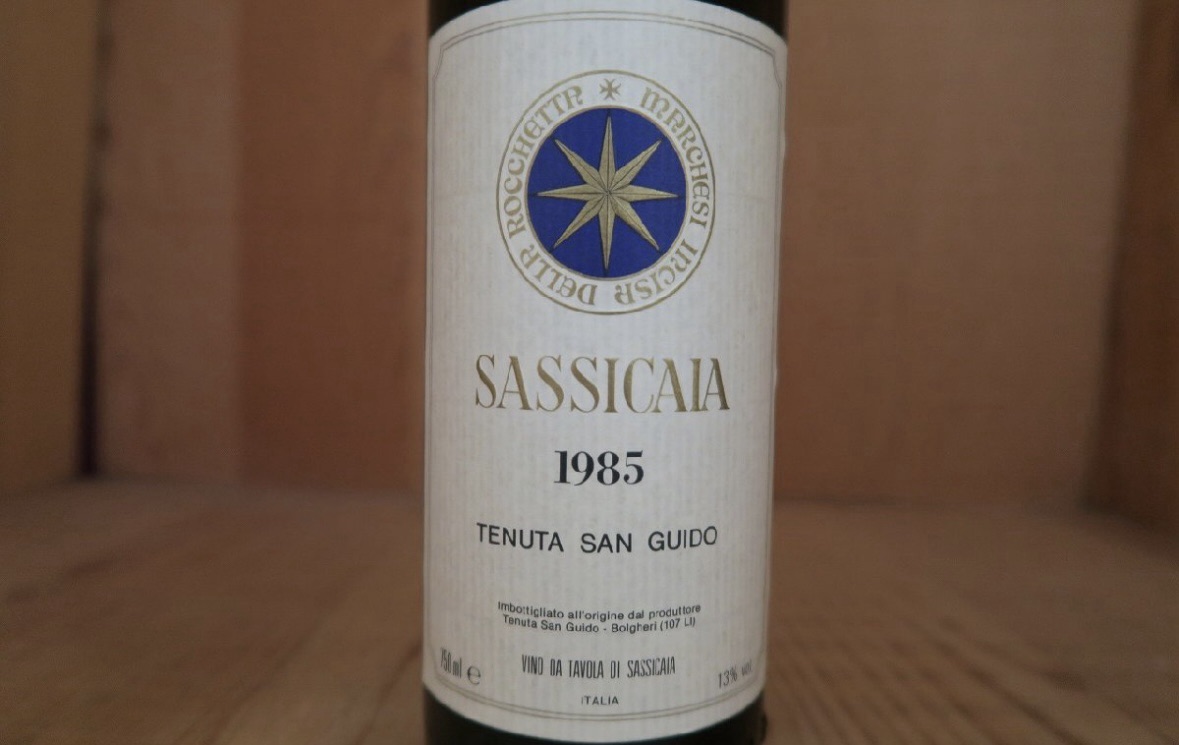 MARCHESI INCISA DELLA ROCCHETTA
SASSICAIA
1985
TENUTA SAN GUIDO
Imbottigliato all'origine dal produttore
Tenuta San Guido - Bolgheri (107 LI)
750 ml e VINO DA TAVOLA DI SASSICAIA 13% vol
ITALIA